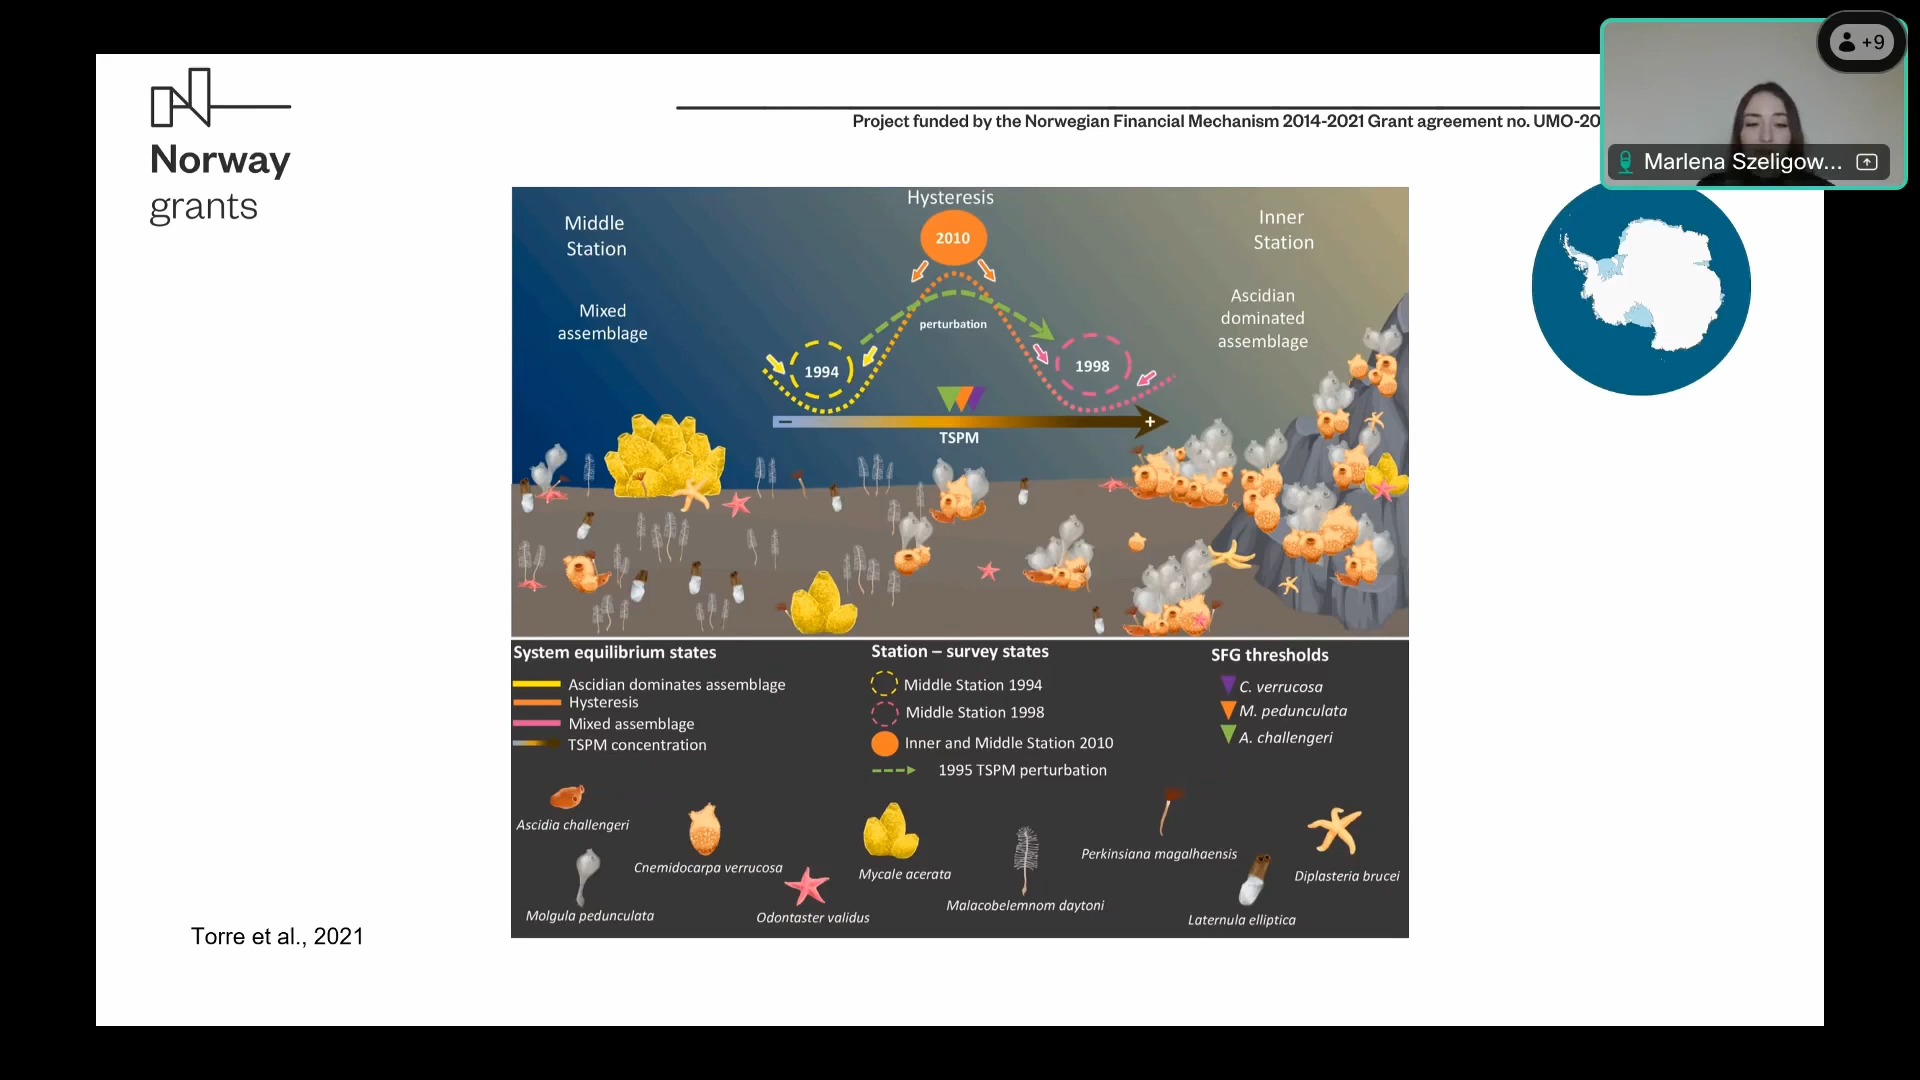 +9
Norway
grants
Project funded by the Norwegian Financial Mechanism 2014-2021 Grant agreement no. UMO-20
Marlena Szeligow...
Hysteresis
2010
Middle
Station
Inner
Station
Mixed
assemblage
Ascidian
dominated
assemblage
perturbation
1994
1998
−
+
TSPM
System equilibrium states
Ascidian dominates assemblage
Hysteresis
Mixed assemblage
TSPM concentration
Station – survey states
Middle Station 1994
Middle Station 1998
Inner and Middle Station 2010
1995 TSPM perturbation
SFG thresholds
C. verrucosa
M. pedunculata
A. challengeri
Ascidia challengeri
Cnemidocarpa verrucosa
Molgula pedunculata
Odontaster validus
Mycale acerata
Malacobelemnom daytoni
Perkinsiana magalhaensis
Laternula elliptica
Diplasteria brucei
Torre et al., 2021